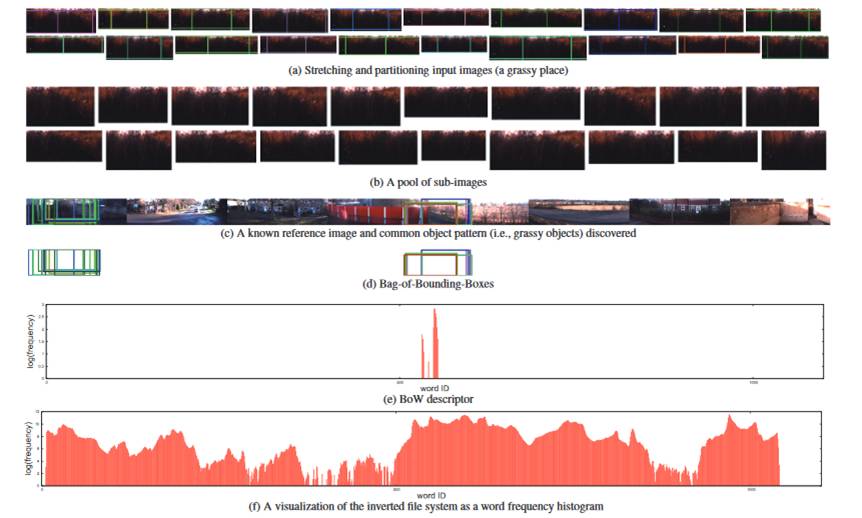 (a) Stretching and partitioning input images (a grassy place)
(b) A pool of sub-images
(c) A known reference image and common object pattern (i.e., grassy objects) discovered
(d) Bag-of-Bounding-Boxes
log(frequency)
word ID
(e) BoW descriptor
log(frequency)
word ID
(f) A visualization of the inverted file system as a word frequency histogram